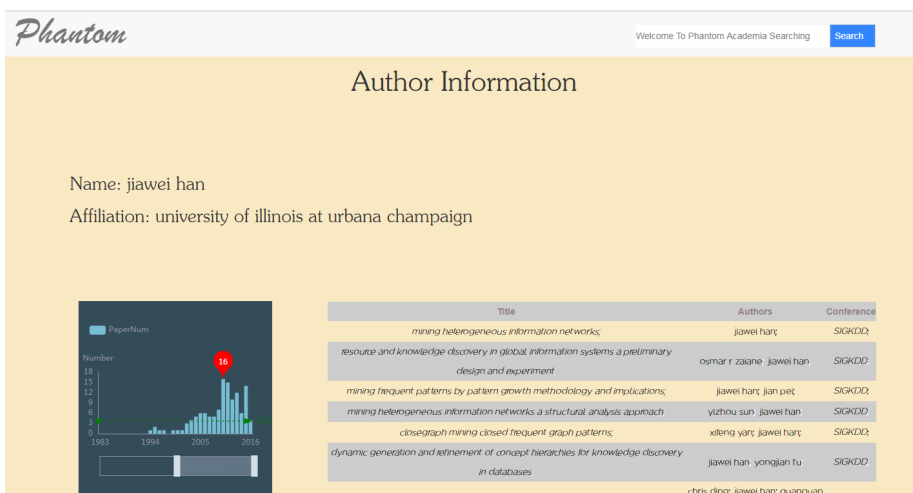 Phantom
Welcome To Phantom Academia Searching
Search
Author Information
Name: jiawei han
Affiliation: university of illinois at urbana champaign
PaperNum
Number
16
18
15
12
9
6
3
0
1983 1994 2005 2016
Title Authors Conference
mining heterogeneous information networks; jiawei han; SIGKDD;
resource and knowledge discovery in global information systems a preliminary
design and experiment; osmar r zaiane; jiawei han; SIGKDD;
mining frequent patterns by pattern growth methodology and implications; jiawei han; jian pei; SIGKDD;
mining heterogeneous information networks a structural analysis approach yizhou sun; jiawei han; SIGKDD
closegraph mining closed frequent graph patterns; xifeng yan; jiawei han; SIGKDD;
dynamic generation and refinement of concept hierarchies for knowledge discovery
in databases jiawei han; yongjian fu; SIGKDD
chris ding; jiawei han; quanquan